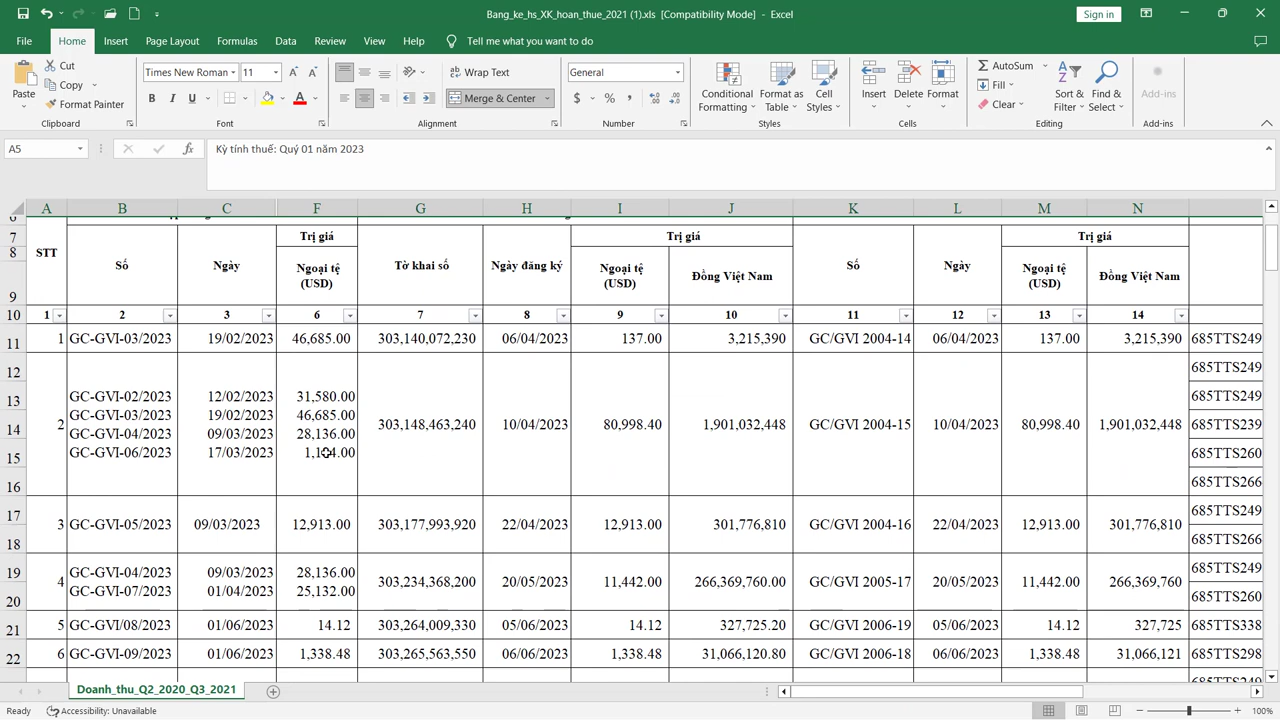 Bang_ke_hs_XK_hoan_thue_2021 (1).xls [Compatibility Mode] - Excel
Sign in
File Home Insert Page Layout Formulas Data Review View Help Tell me what you want to do
Paste
Cut
Copy
Format Painter
Clipboard
Times New Roman 11
B I U
Font
Wrap Text
Merge & Center
Alignment
General
$ % ,
Number
Conditional Formatting
Format as Table
Cell Styles
Styles
Insert Delete Format
Cells
AutoSum
Fill
Clear
Sort & Filter
Find & Select
Editing
Add-ins
Add-ins
A5 Kỳ tính thuế: Quý 01 năm 2023
A B C F G H I J K L M N
7 STT Số Ngày Trị giá Tờ khai số Ngày đăng ký Trị giá Số Ngày Trị giá
8
9 Ngoại tệ (USD) Ngoại tệ (USD) Đồng Việt Nam Ngoại tệ (USD) Đồng Việt Nam
10 1 2 3 6 7 8 9 10 11 12 13 14
11 1 GC-GVI-03/2023 19/02/2023 46,685.00 303,140,072,230 06/04/2023 137.00 3,215,390 GC/GVI 2004-14 06/04/2023 137.00 3,215,390 685TTS249
12 685TTS249
13 GC-GVI-02/2023 12/02/2023 31,580.00 685TTS249
GC-GVI-03/2023 19/02/2023 46,685.00
14 2 303,148,463,240 10/04/2023 80,998.40 1,901,032,448 GC/GVI 2004-15 10/04/2023 80,998.40 1,901,032,448 685TTS239
GC-GVI-04/2023 09/03/2023 28,136.00
15 GC-GVI-06/2023 17/03/2023 685TTS260
16 685TTS266
17 685TTS249
3 GC-GVI-05/2023 09/03/2023 12,913.00 303,177,993,920 22/04/2023 12,913.00 301,776,810 GC/GVI 2004-16 22/04/2023 12,913.00 301,776,810
18 685TTS266
19 GC-GVI-04/2023 09/03/2023 28,136.00 685TTS249
4 303,234,368,200 20/05/2023 11,442.00 266,369,760.00 GC/GVI 2005-17 20/05/2023 11,442.00 266,369,760
20 GC-GVI-07/2023 01/04/2023 25,132.00 685TTS260
21 5 GC-GVI/08/2023 01/06/2023 14.12 303,264,009,330 05/06/2023 14.12 327,725.20 GC/GVI 2006-19 05/06/2023 14.12 327,725 685TTS338
22 6 GC-GVI-09/2023 01/06/2023 1,338.48 303,265,563,550 06/06/2023 1,338.48 31,066,120.80 GC/GVI 2006-18 06/06/2023 1,338.48 31,066,121 685TTS298
Doanh_thu_Q2_2020_Q3_2021
Ready Accessibility: Unavailable 100%